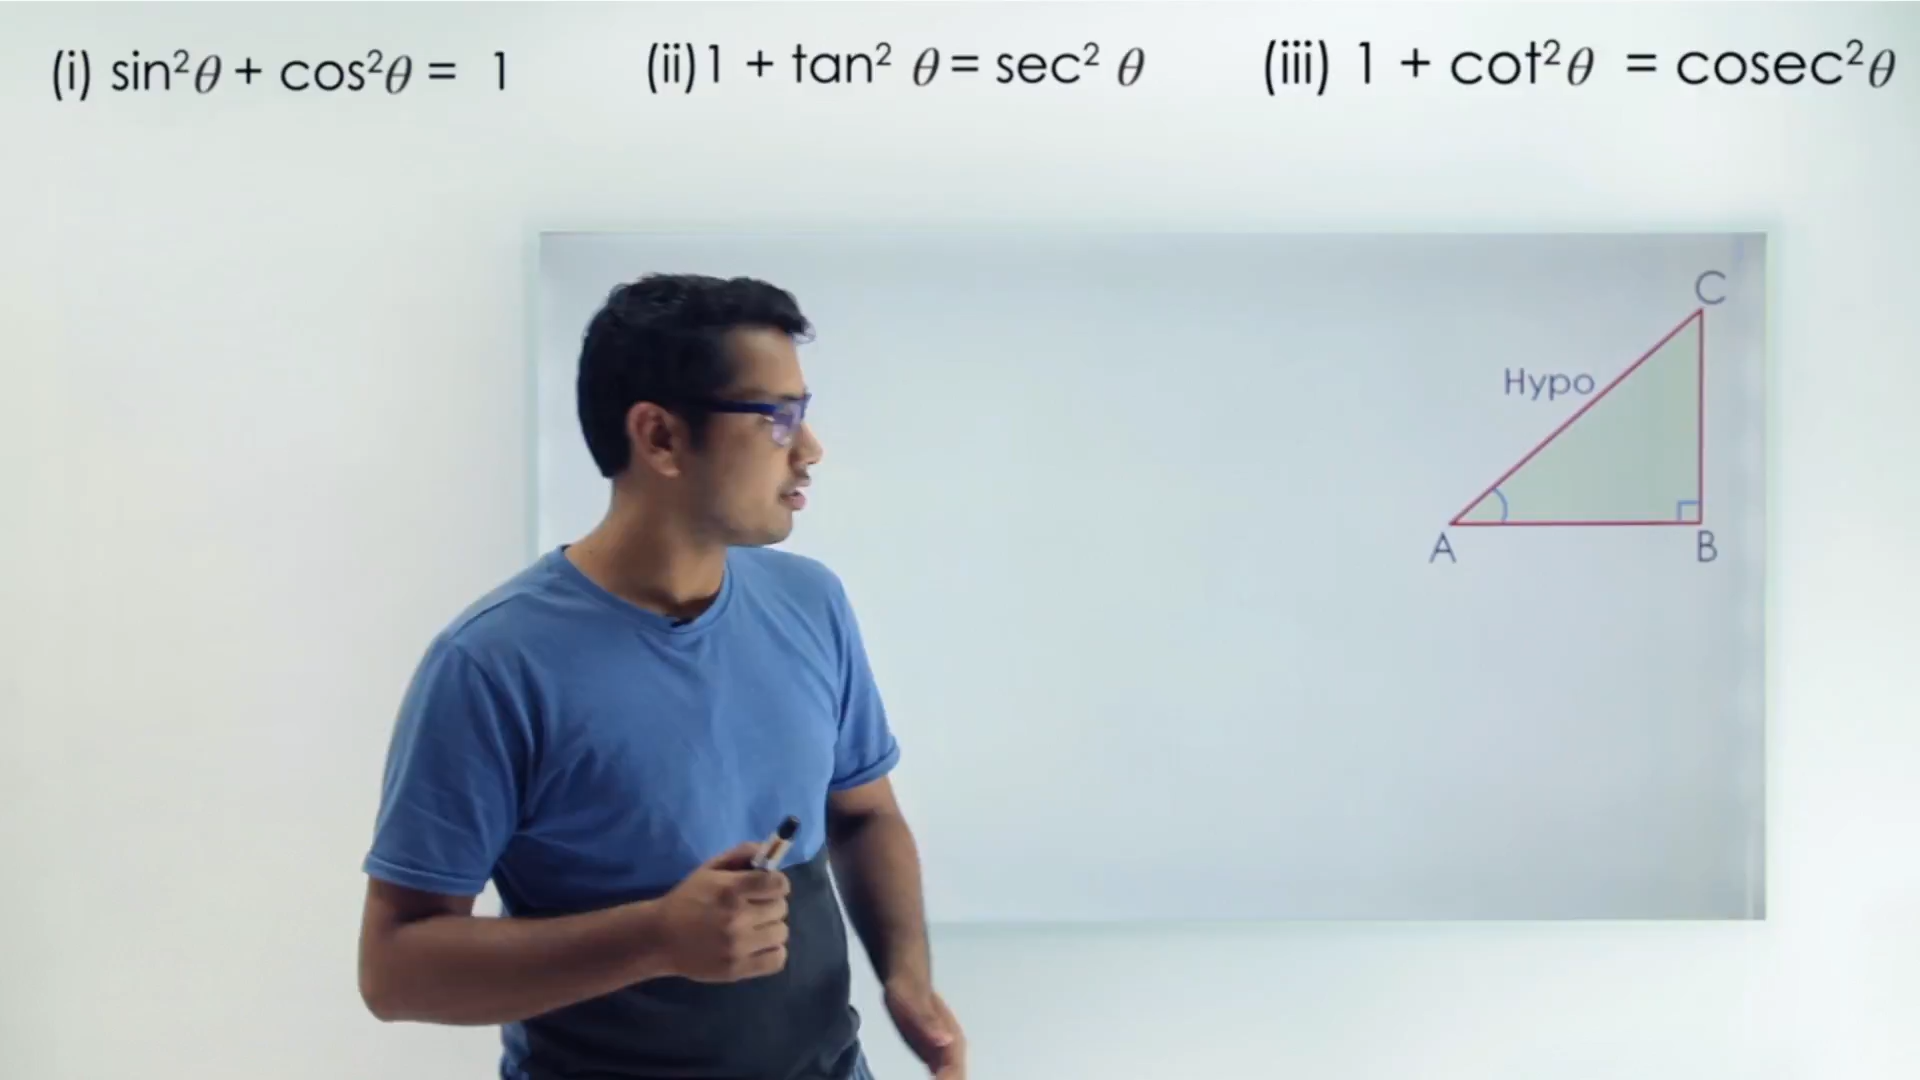 (i) sin²θ + cos²θ = 1
(ii) 1 + tan² θ = sec² θ
(iii) 1 + cot²θ = cosec²θ
C
Hypo
A
B